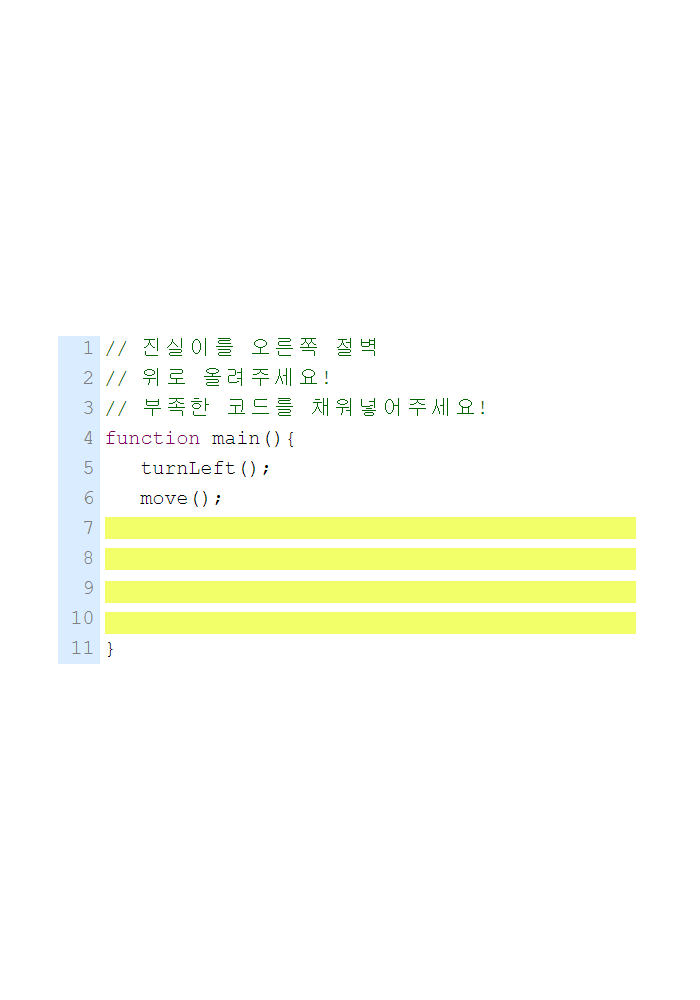 1 // 진실이를 오른쪽 절벽
2 // 위로 올려주세요!
3 // 부족한 코드를 채워넣어주세요!
4 function main(){
5 turnLeft();
6 move();
7
8
9
10
11 }